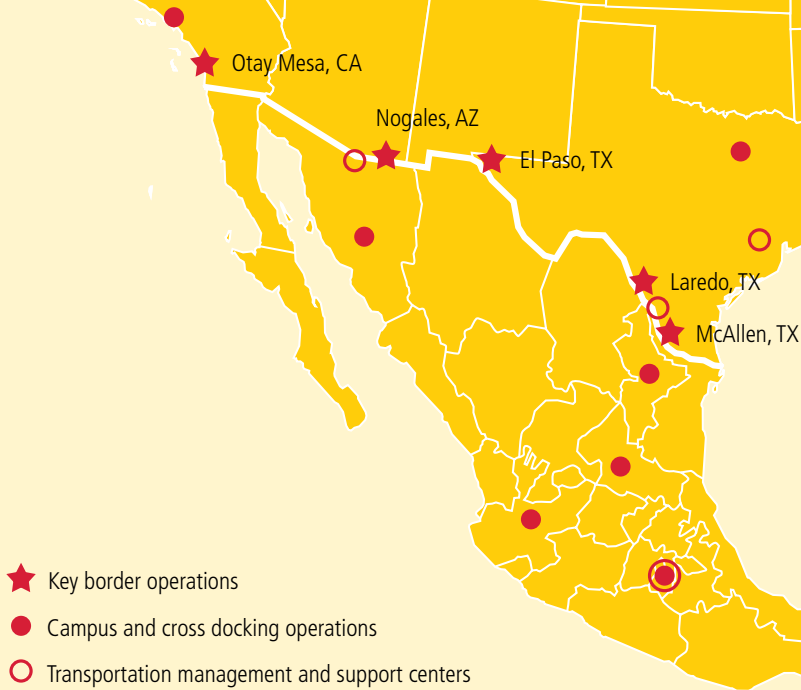 Otay Mesa, CA
Nogales, AZ
El Paso, TX
Laredo, TX
McAllen, TX
Key border operations
Campus and cross docking operations
Transportation management and support centers